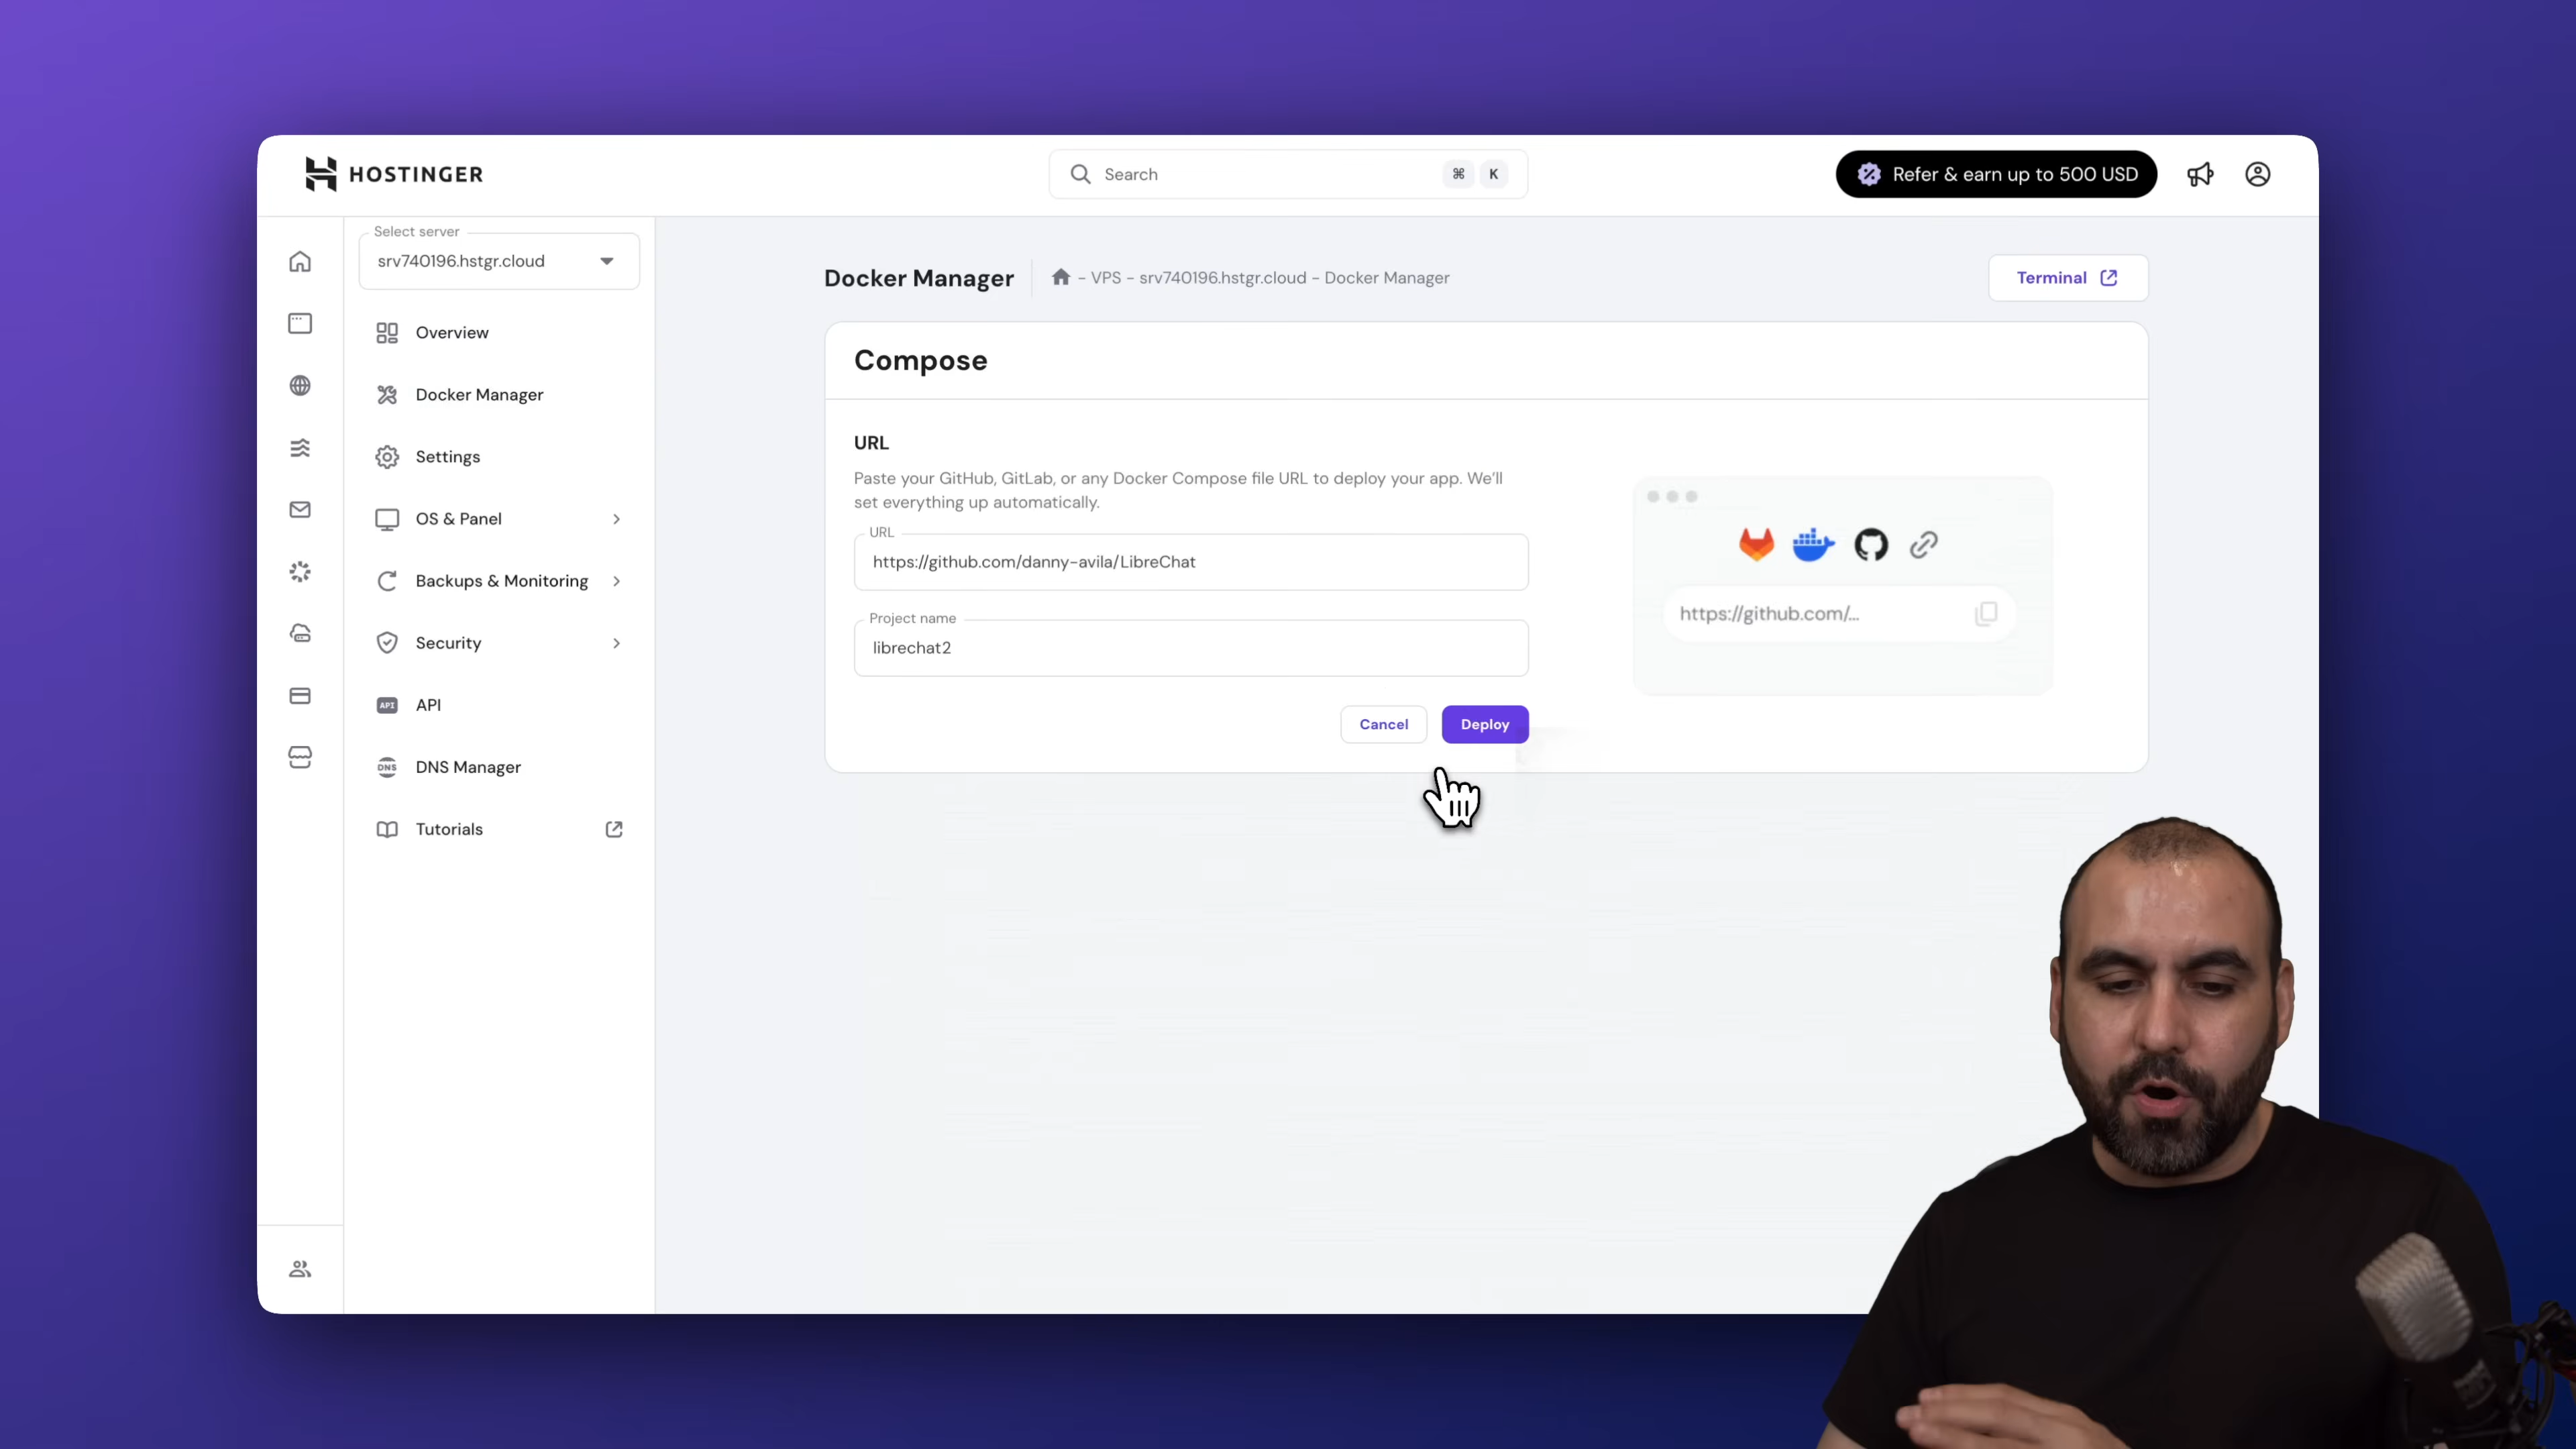 HOSTINGER
Search
⌘ K
Refer & earn up to 500 USD
Select server
srv740196.hstgr.cloud
Overview
Docker Manager
Settings
OS & Panel
Backups & Monitoring
Security
API
API
DNS
DNS Manager
Tutorials
Docker Manager
- VPS - srv740196.hstgr.cloud - Docker Manager
Terminal
Compose
URL
Paste your GitHub, GitLab, or any Docker Compose file URL to deploy your app. We'll
set everything up automatically.
URL
https://github.com/danny-avila/LibreChat
Project name
librechat2
Cancel
Deploy
https://github.com/...